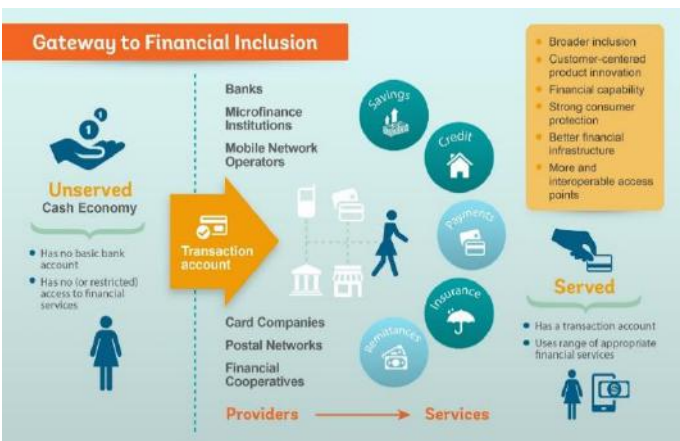 Gateway to Financial Inclusion
Unserved
Cash Economy
Has no basic bank
account
Has no (or restricted)
access to financial
services
Transaction
account
Banks
Microfinance
Institutions
Mobile Network
Operators
Card Companies
Postal Networks
Financial
Cooperatives
Providers
Services
Savings
Credit
Payments
Insurance
Remittances
Broader inclusion
Customer-centered
product innovation
Financial capability
Strong consumer
protection
Better financial
infrastructure
More and
interoperable access
points
Served
Has a transaction account
Uses range of appropriate
financial services